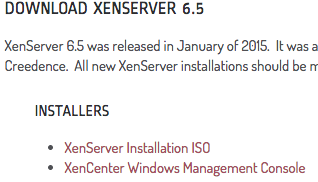 DOWNLOAD XENSERVER 6.5
XenServer 6.5 was released in January of 2015. It was a
Creedence. All new XenServer installations should be
INSTALLERS
• XenServer Installation ISO
• XenCenter Windows Management Console